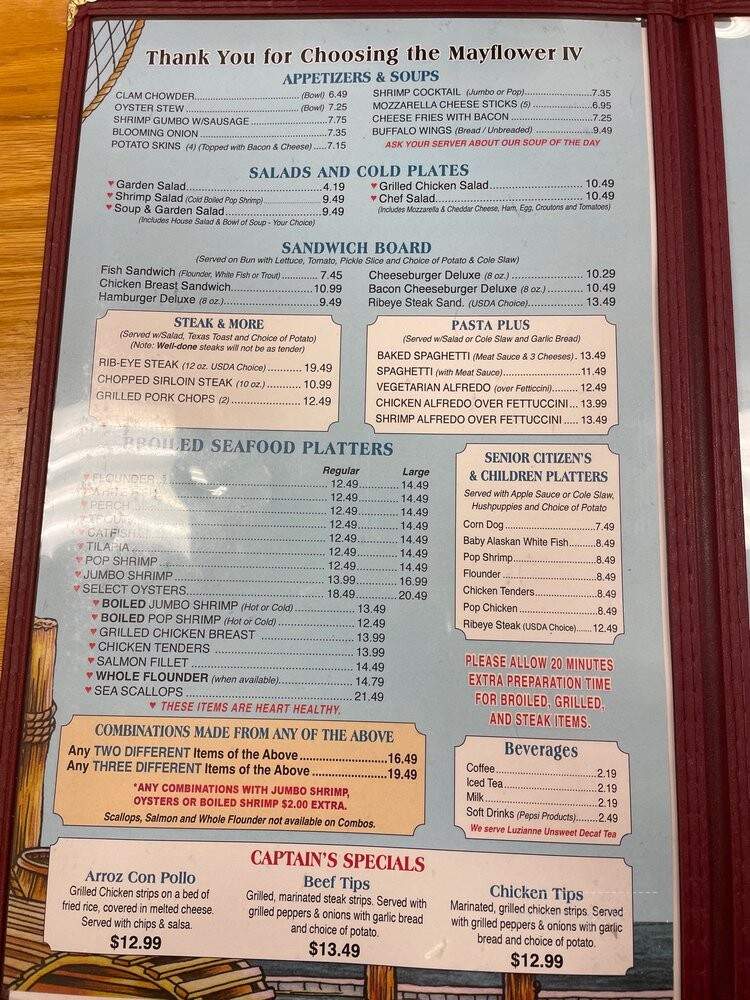 Thank You for Choosing the Mayflower IV
APPETIZERS & SOUPS
CLAM CHOWDER (Bowl) 6.49
OYSTER STEW (Bowl) 7.25
SHRIMP GUMBO W/SAUSAGE 7.75
BLOOMING ONION 7.35
POTATO SKINS (4) (Topped with Bacon & Cheese) 7.15
SHRIMP COCKTAIL (Jumbo or Pop) 7.35
MOZZARELLA CHEESE STICKS (5) 6.95
CHEESE FRIES WITH BACON 7.25
BUFFALO WINGS (Bread / Unbreaded) 9.49
ASK YOUR SERVER ABOUT OUR SOUP OF THE DAY
SALADS AND COLD PLATES
♥ Garden Salad 4.19
♥ Shrimp Salad (Cold Boiled Pop Shrimp) 9.49
♥ Soup & Garden Salad 9.49
(Includes House Salad & Bowl of Soup - Your Choice)
♥ Grilled Chicken Salad 10.49
♥ Chef Salad 10.49
(Includes Mozzarella & Cheddar Cheese, Ham, Egg, Croutons and Tomatoes)
SANDWICH BOARD
(Served on Bun with Lettuce, Tomato, Pickle Slice and Choice of Potato & Cole Slaw)
Fish Sandwich (Flounder, White Fish or Trout) 7.45
Chicken Breast Sandwich 10.99
Hamburger Deluxe (8 oz.) 9.49
Cheeseburger Deluxe (8 oz.) 10.29
Bacon Cheeseburger Deluxe (8 oz.) 10.49
Ribeye Steak Sand. (USDA Choice) 13.49
STEAK & MORE
(Served w/Salad, Texas Toast and Choice of Potato)
(Note: Well-done steaks will not be as tender)
RIB-EYE STEAK (12 oz. USDA Choice) 19.49
CHOPPED SIRLOIN STEAK (10 oz.) 10.99
GRILLED PORK CHOPS (2) 12.49
PASTA PLUS
(Served w/Salad or Cole Slaw and Garlic Bread)
BAKED SPAGHETTI (Meat Sauce & 3 Cheeses) 13.49
SPAGHETTI (with Meat Sauce) 11.49
VEGETARIAN ALFREDO (over Fetticcini) 12.49
CHICKEN ALFREDO OVER FETTUCCINI 13.99
SHRIMP ALFREDO OVER FETTUCCINI 13.49
BROILED SEAFOOD PLATTERS
Regular Large
♥ FLOUNDER 12.49 14.49
12.49 14.49
♥ PERCH 12.49 14.49
12.49 14.49
♥ CATFISH 12.49 14.49
♥ TILAPIA 12.49 14.49
♥ POP SHRIMP 12.49 14.49
♥ JUMBO SHRIMP 13.99 16.99
♥ SELECT OYSTERS 18.49 20.49
♥ BOILED JUMBO SHRIMP (Hot or Cold) 13.49
♥ BOILED POP SHRIMP (Hot or Cold) 12.49
♥ GRILLED CHICKEN BREAST 13.99
♥ CHICKEN TENDERS 13.99
♥ SALMON FILLET 14.49
♥ WHOLE FLOUNDER (when available) 14.79
♥ SEA SCALLOPS 21.49
♥ THESE ITEMS ARE HEART HEALTHY.
SENIOR CITIZEN'S
& CHILDREN PLATTERS
Served with Apple Sauce or Cole Slaw,
Hushpuppies and Choice of Potato
Corn Dog 7.49
Baby Alaskan White Fish 8.49
Pop Shrimp 8.49
Flounder 8.49
Chicken Tenders 8.49
Pop Chicken 8.49
Ribeye Steak (USDA Choice) 12.49
PLEASE ALLOW 20 MINUTES
EXTRA PREPARATION TIME
FOR BROILED, GRILLED,
AND STEAK ITEMS.
COMBINATIONS MADE FROM ANY OF THE ABOVE
Any TWO DIFFERENT Items of the Above 16.49
Any THREE DIFFERENT Items of the Above 19.49
*ANY COMBINATIONS WITH JUMBO SHRIMP,
OYSTERS OR BOILED SHRIMP $2.00 EXTRA.
Scallops, Salmon and Whole Flounder not available on Combos.
Beverages
Coffee 2.19
Iced Tea 2.19
Milk 2.19
Soft Drinks (Pepsi Products) 2.49
We serve Luzianne Unsweet Decaf Tea
CAPTAIN'S SPECIALS
Arroz Con Pollo
Grilled Chicken strips on a bed of
fried rice, covered in melted cheese.
Served with chips & salsa.
$12.99
Beef Tips
Grilled, marinated steak strips. Served with
grilled peppers & onions with garlic bread
and choice of potato.
$13.49
Chicken Tips
Marinated, grilled chicken strips. Served
with grilled peppers & onions with garlic
bread and choice of potato.
$12.99